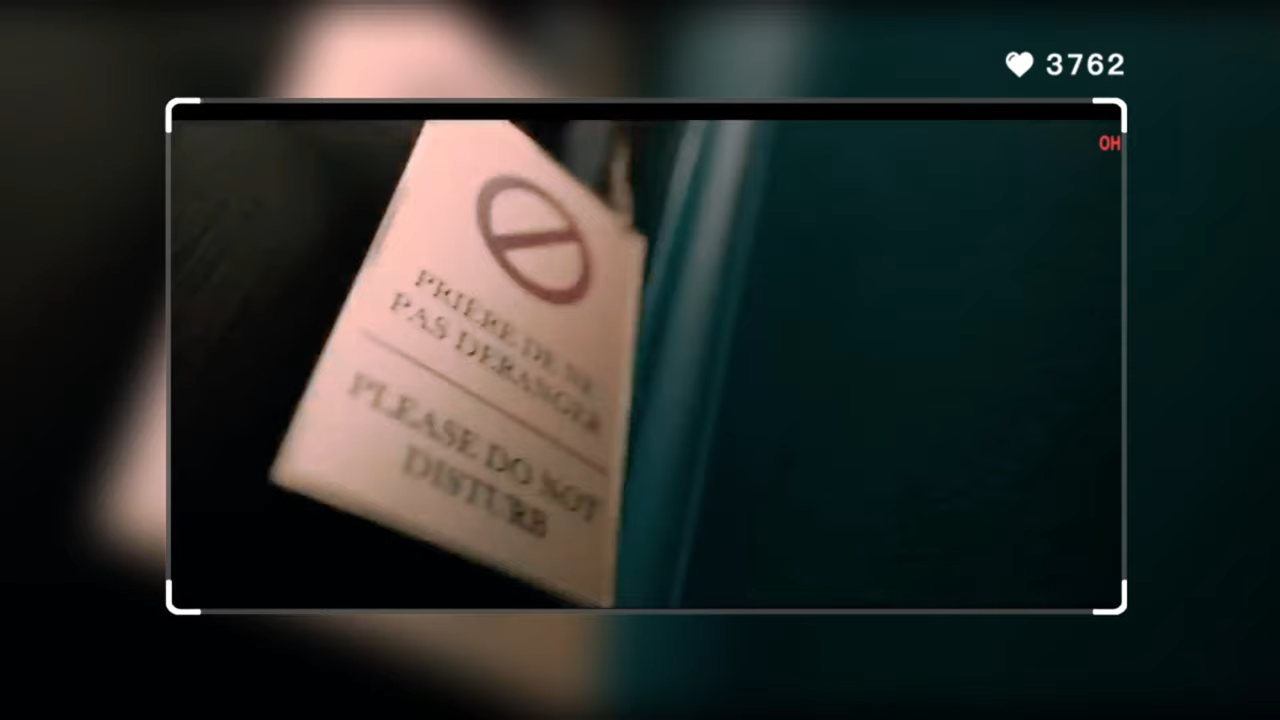 3762
OH
PRIERE DE NE
PAS DERANGER
PLEASE DO NOT
DISTURB